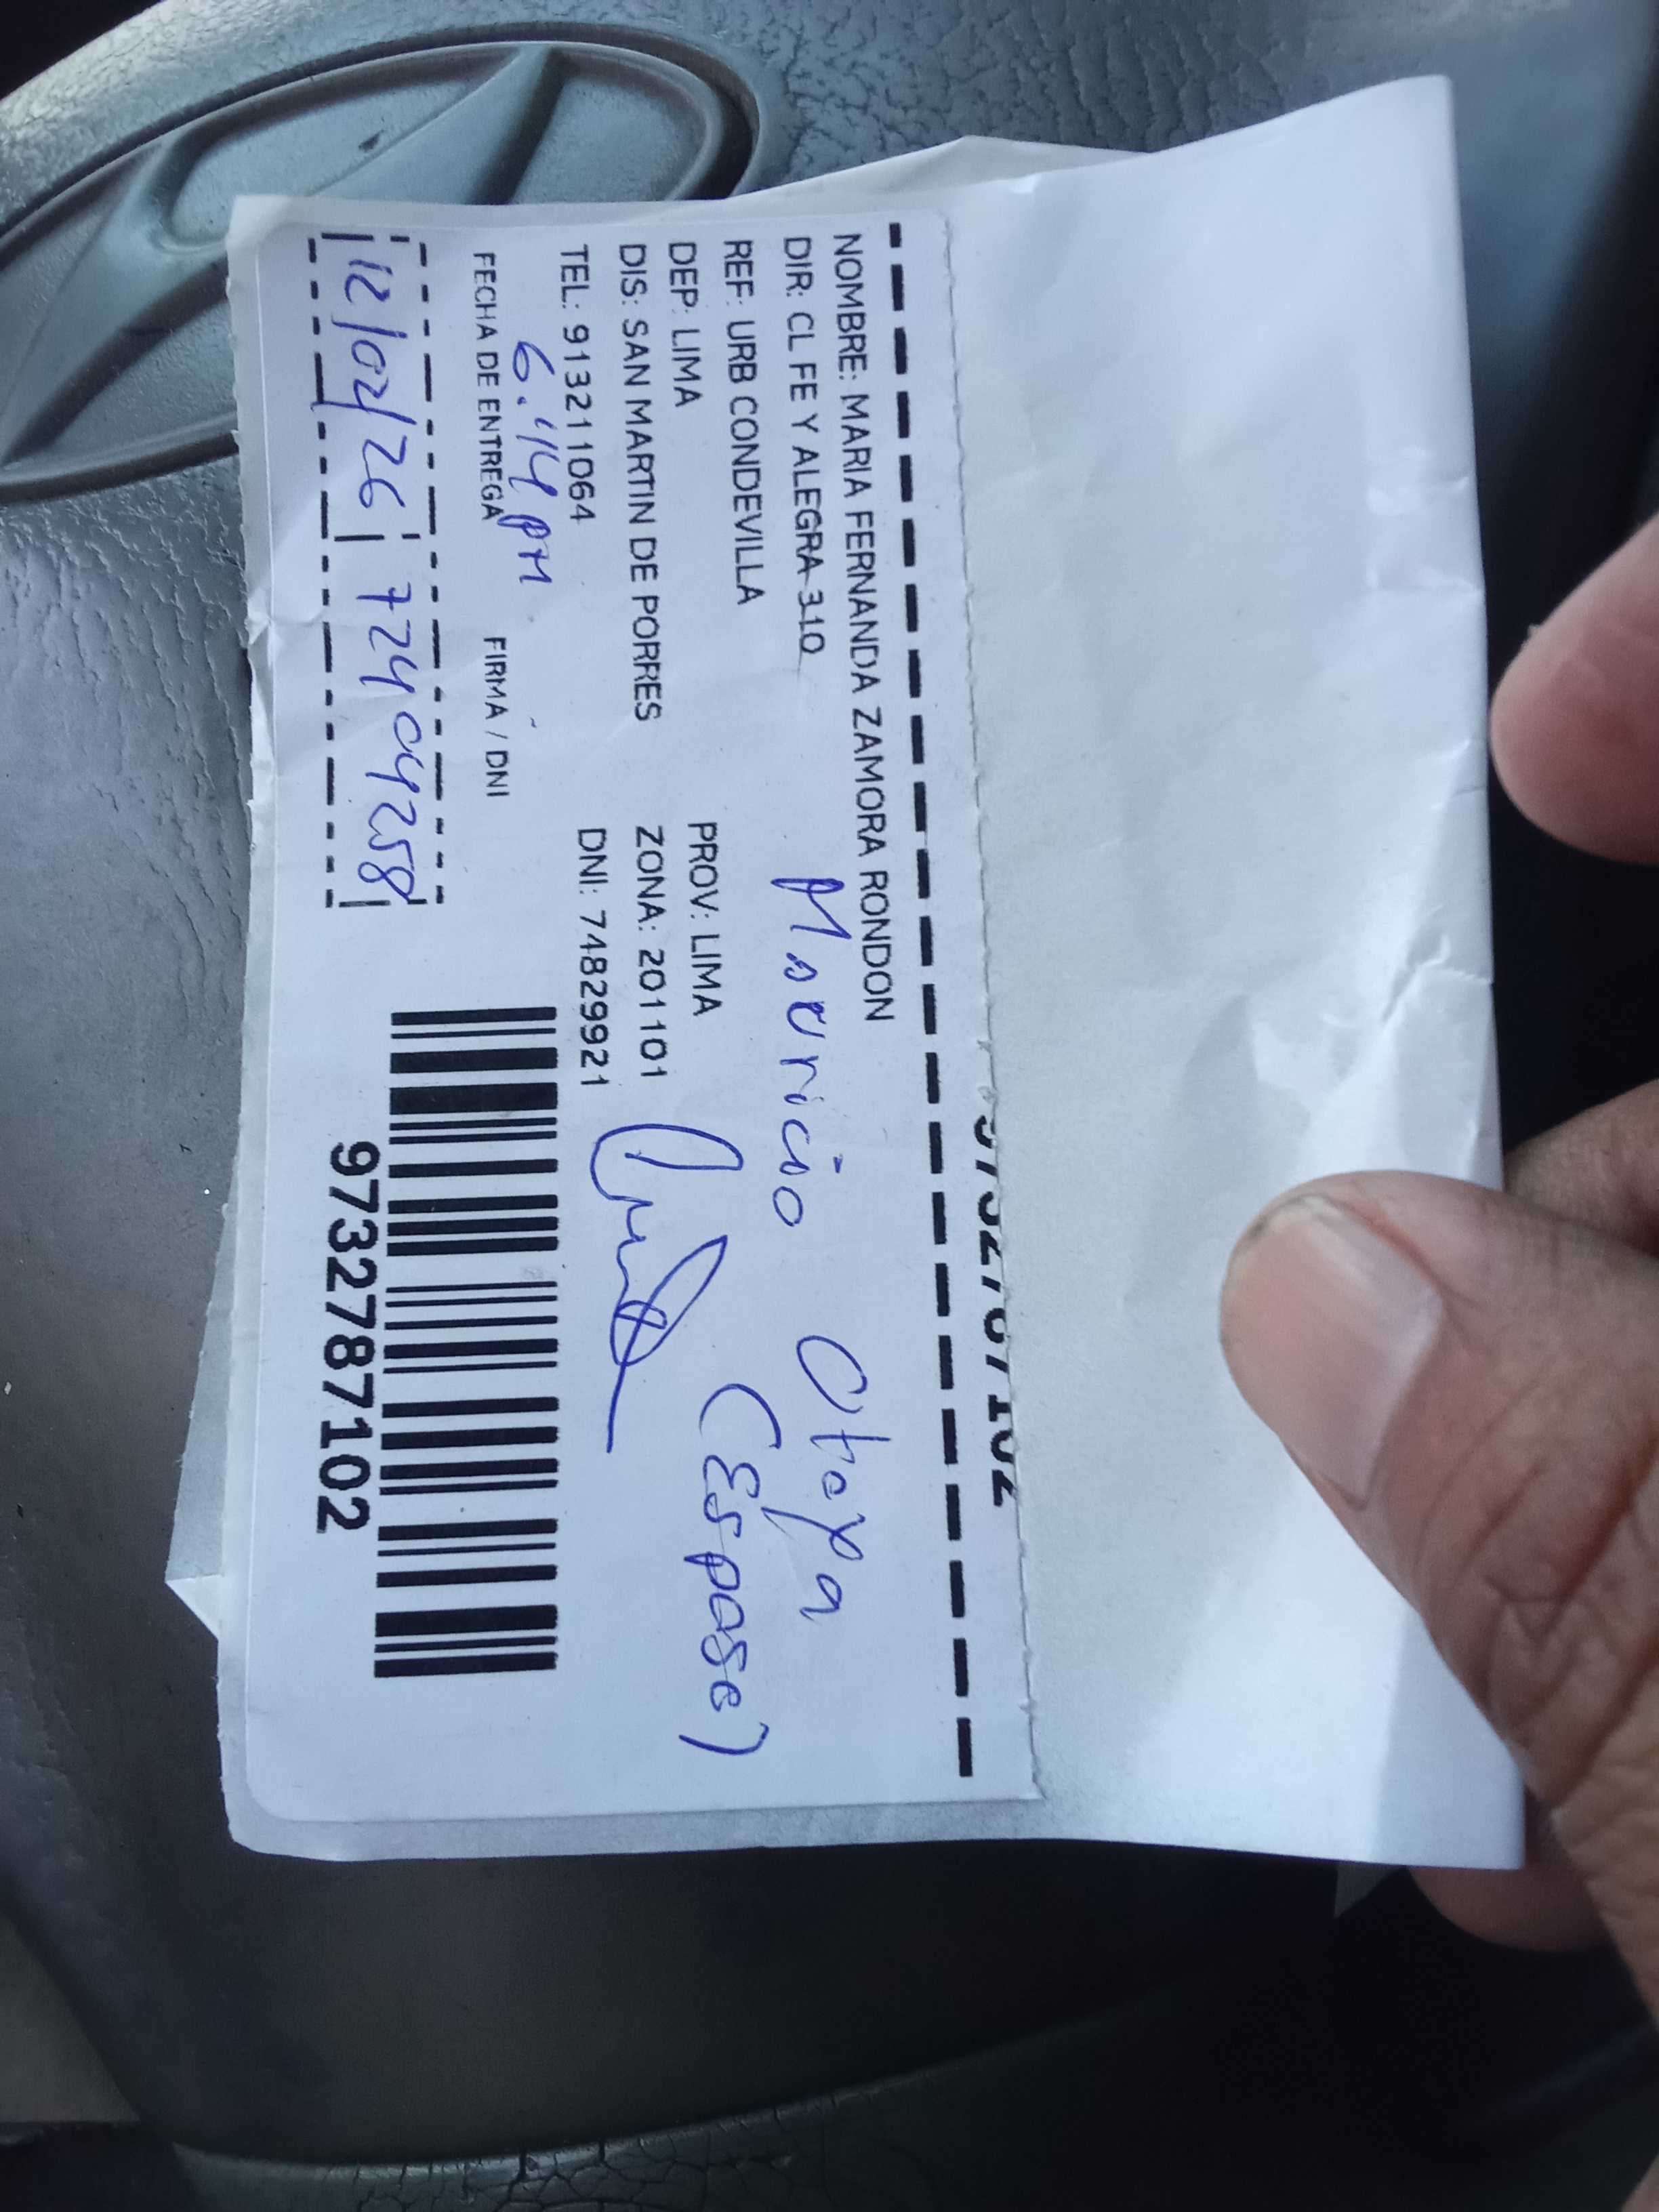 9732787102
NOMBRE: MARIA FERNANDA ZAMORA RONDON
DIR: CL FE Y ALEGRA 310
Mauricio Otoya
REF: URB CONDEVILLA
(Esposo)
DEP: LIMA PROV: LIMA
DIS: SAN MARTIN DE PORRES ZONA: 201101
TEL: 913211064 DNI: 74829921
6:44 pm
FECHA DE ENTREGA FIRMA / DNI
12/02/26 72404258
9732787102